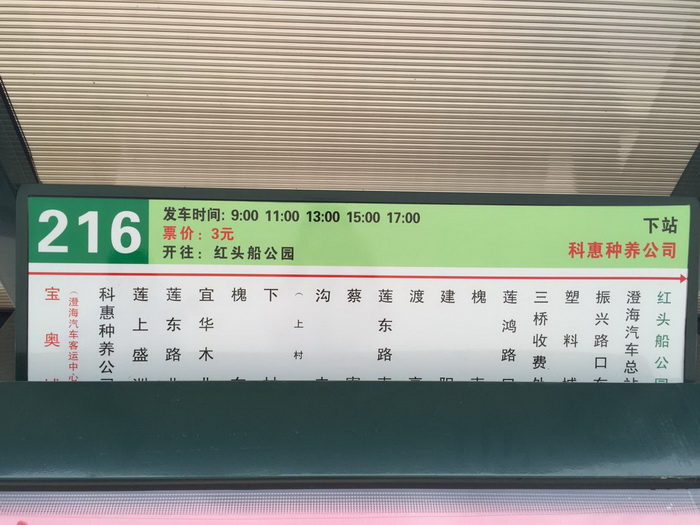 216
发车时间: 9:00 11:00 13:00 15:00 17:00
票价: 3元
开往: 红头船公园
下站
科惠种养公司
宝奥
(澄海汽车客运中心
科惠种养公司
莲上盛
莲东路
宜华木
槐
下
(上村
沟
蔡
莲东路
渡
建
槐
莲鸿路
三桥收费
塑料
振兴路口
澄海汽车总站
红头船公园